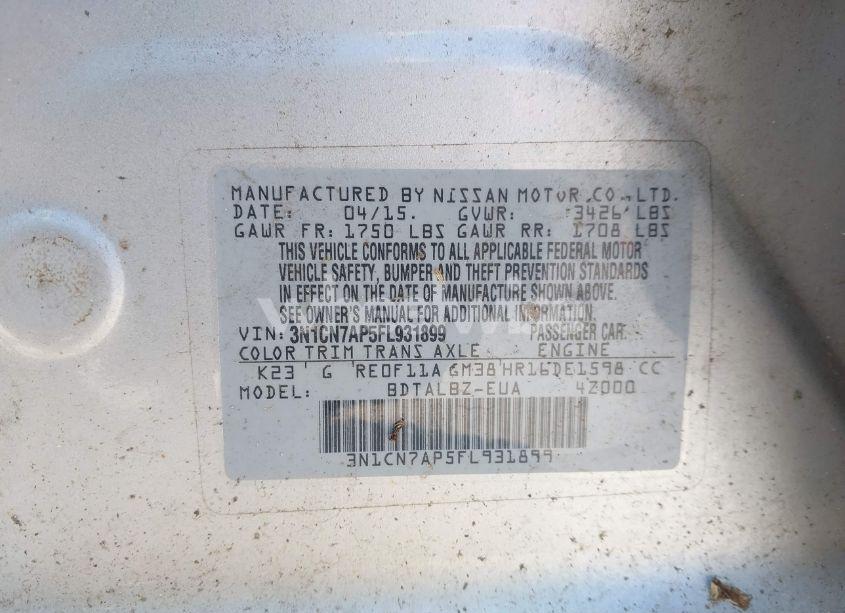 MANUFACTURED BY NISSAN MOTOR CO., LTD.
DATE: 04/15. GVWR: 3426 LBS
GAWR FR: 1750 LBS GAWR RR: 1708 LBS
THIS VEHICLE CONFORMS TO ALL APPLICABLE FEDERAL MOTOR
VEHICLE SAFETY, BUMPER AND THEFT PREVENTION STANDARDS
IN EFFECT ON THE DATE OF MANUFACTURE SHOWN ABOVE.
SEE OWNER'S MANUAL FOR ADDITIONAL INFORMATION.
VIN: 3N1CN7AP5FL931899 PASSENGER CAR
COLOR TRIM TRANS AXLE ENGINE
K23 G RE0F11A GM38 HR16DE1598 CC
MODEL: BDTALBZ-EUA 4Z000
3N1CN7AP5FL931899